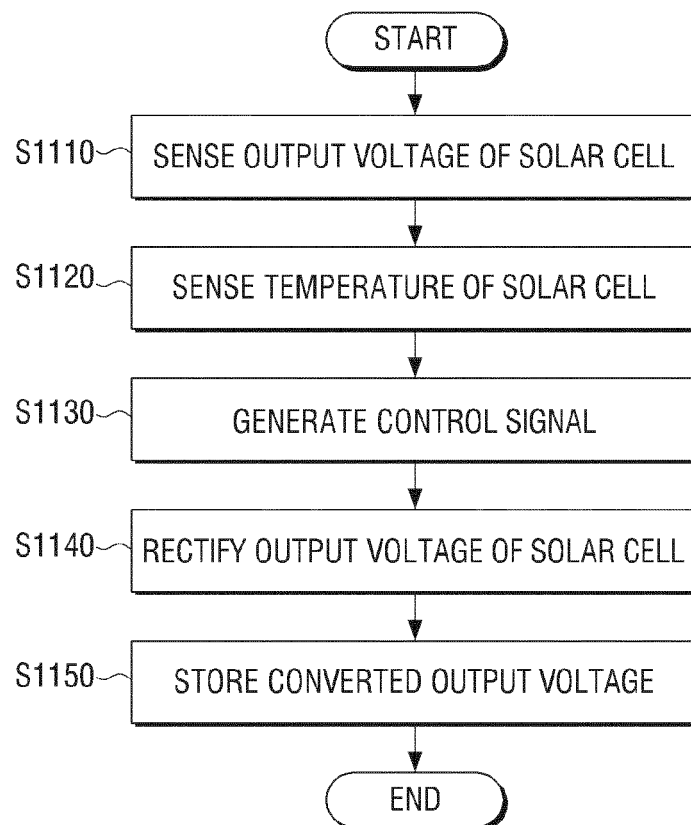 START
S1110 SENSE OUTPUT VOLTAGE OF SOLAR CELL
S1120 SENSE TEMPERATURE OF SOLAR CELL
S1130 GENERATE CONTROL SIGNAL
S1140 RECTIFY OUTPUT VOLTAGE OF SOLAR CELL
S1150 STORE CONVERTED OUTPUT VOLTAGE
END